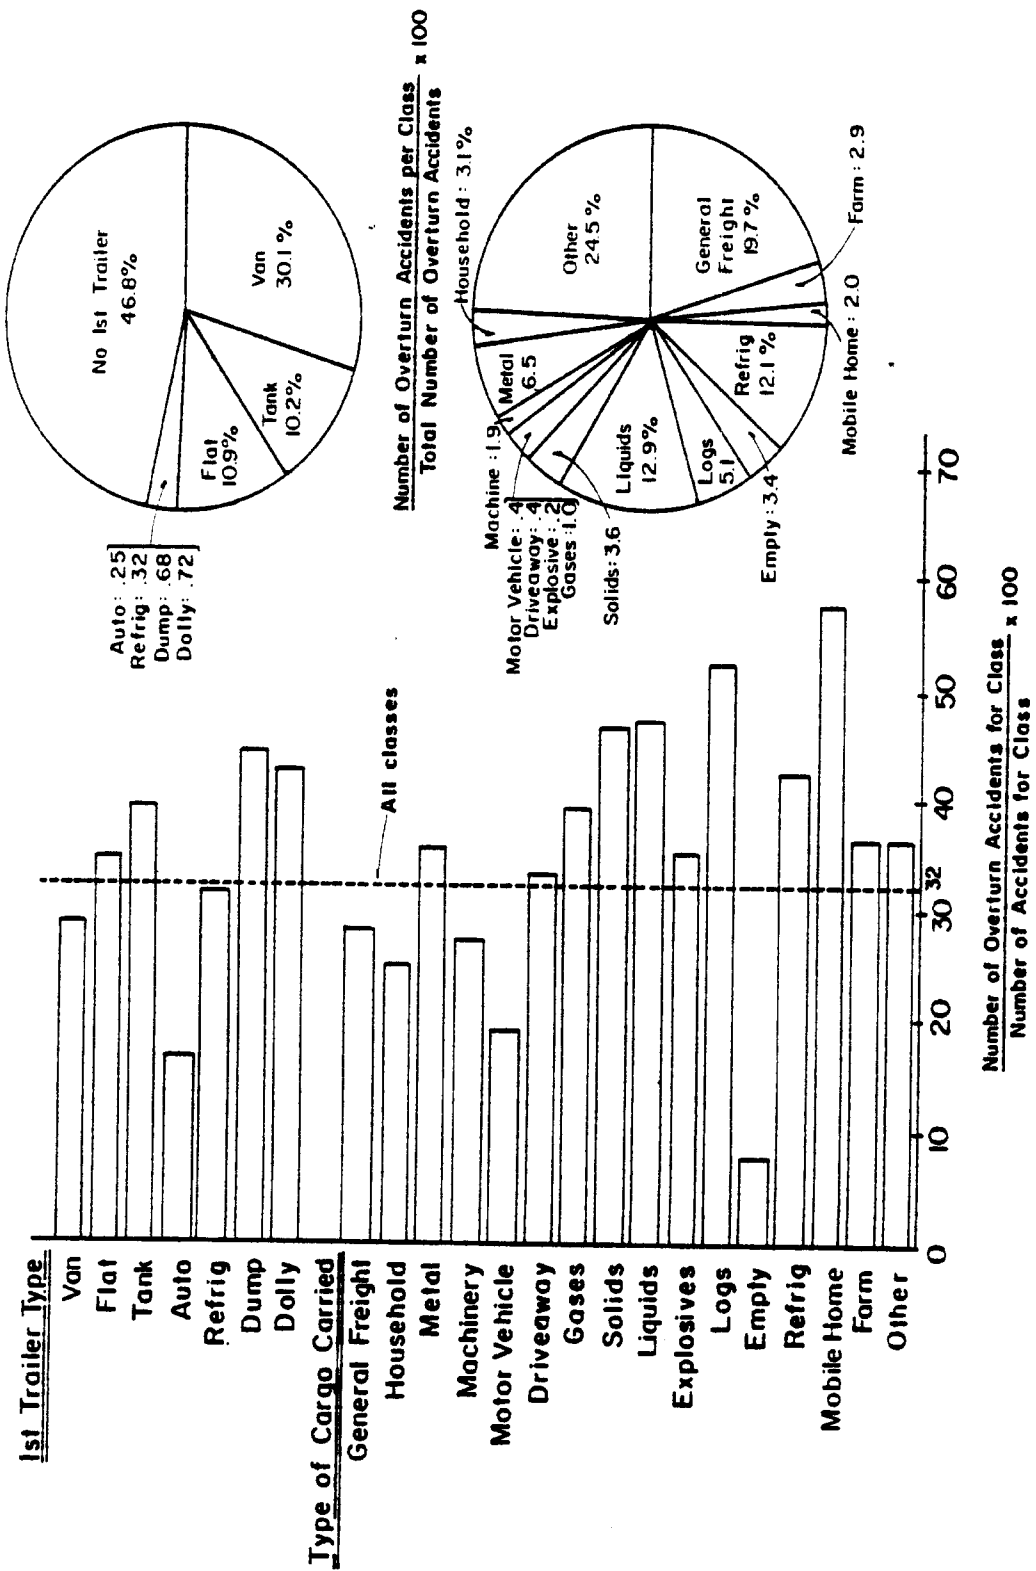 1st Trailer Type
Van
Flat
Tank
Auto
Refrig
Dump
Dolly
Type of Cargo Carried
General Freight
Household
Metal
Machinery
Motor Vehicle
Driveaway
Gases
Solids
Liquids
Explosives
Logs
Empty
Refrig
Mobile Home
Farm
Other
All classes
0 10 20 30 32 40 50 60 70
Number of Overturn Accidents for Class
Number of Accidents for Class
x 100
No 1st Trailer
46.8%
Van
30.1%
Tank
10.2%
Flat
10.9%
Auto: .25
Refrig: .32
Dump: .68
Dolly: .72
Number of Overturn Accidents per Class
Total Number of Overturn Accidents
x 100
Household: 3.1%
Other
24.5%
General
Freight
19.7%
Farm: 2.9
Mobile Home: 2.0
Refrig
12.1%
Empty: 3.4
Logs
5.1
Liquids
12.9%
Solids: 3.6
Motor Vehicle: .4
Driveaway: .4
Explosive: .2
Gases: 1.0
Machine: 1.9
Metal
6.5